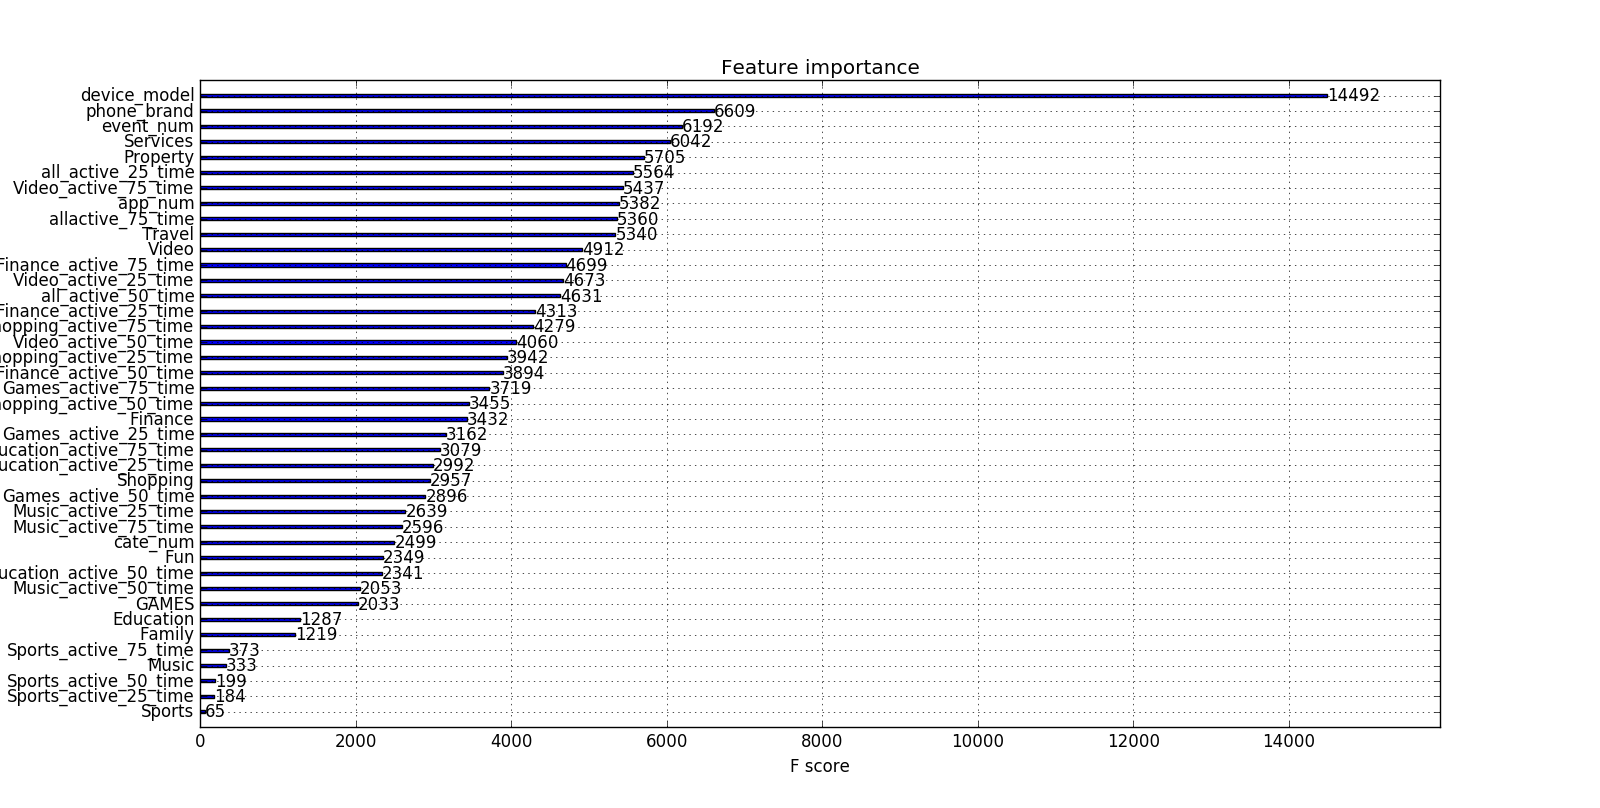 Feature importance
device_model 14492
phone_brand 6609
event_num 6192
Services 6042
Property 5705
all_active_25_time 5564
Video_active_75_time 5437
app_num 5382
allactive_75_time 5360
Travel 5340
Video 4912
Finance_active_75_time 4699
Video_active_25_time 4673
all_active_50_time 4631
Finance_active_25_time 4313
opping_active_75_time 4279
Video_active_50_time 4060
opping_active_25_time 3942
Finance_active_50_time 3894
Games_active_75_time 3719
opping_active_50_time 3455
Finance 3432
Games_active_25_time 3162
ucation_active_75_time 3079
ucation_active_25_time 2992
Shopping 2957
Games_active_50_time 2896
Music_active_25_time 2639
Music_active_75_time 2596
cate_num 2499
Fun 2349
ucation_active_50_time 2341
Music_active_50_time 2053
GAMES 2033
Education 1287
Family 1219
Sports_active_75_time 373
Music 333
Sports_active_50_time 199
Sports_active_25_time 184
Sports 65
0 2000 4000 6000 8000 10000 12000 14000
F score